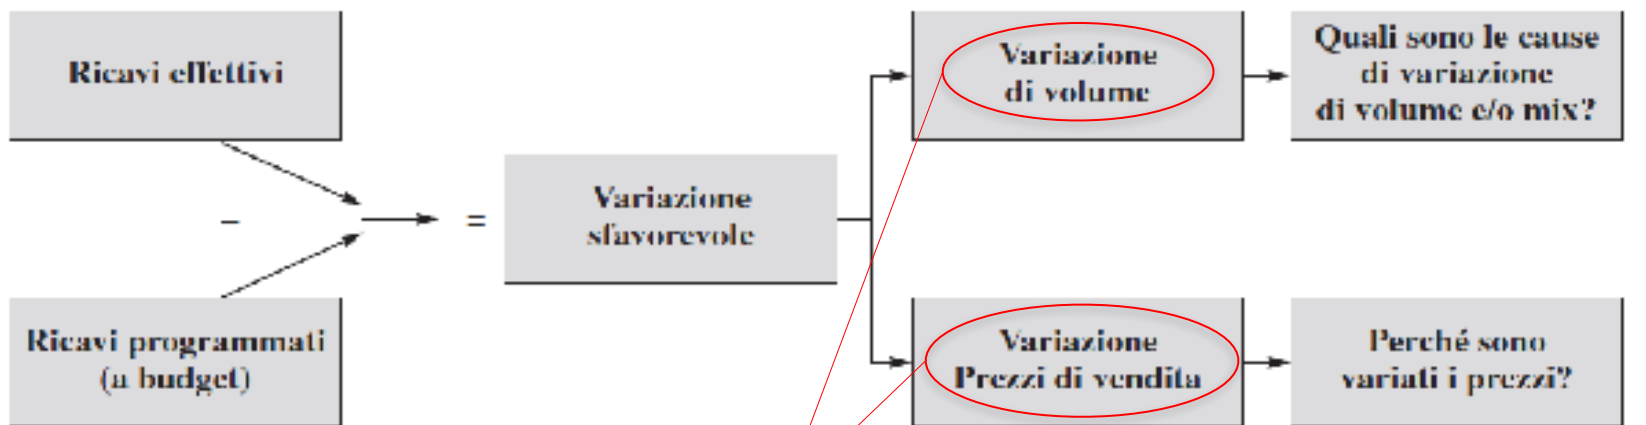 Ricavi effettivi
–
Ricavi programmati
(a budget)
=
Variazione
sfavorevole
Variazione
di volume
Quali sono le cause
di variazione
di volume e/o mix?
Variazione
Prezzi di vendita
Perché sono
variati i prezzi?